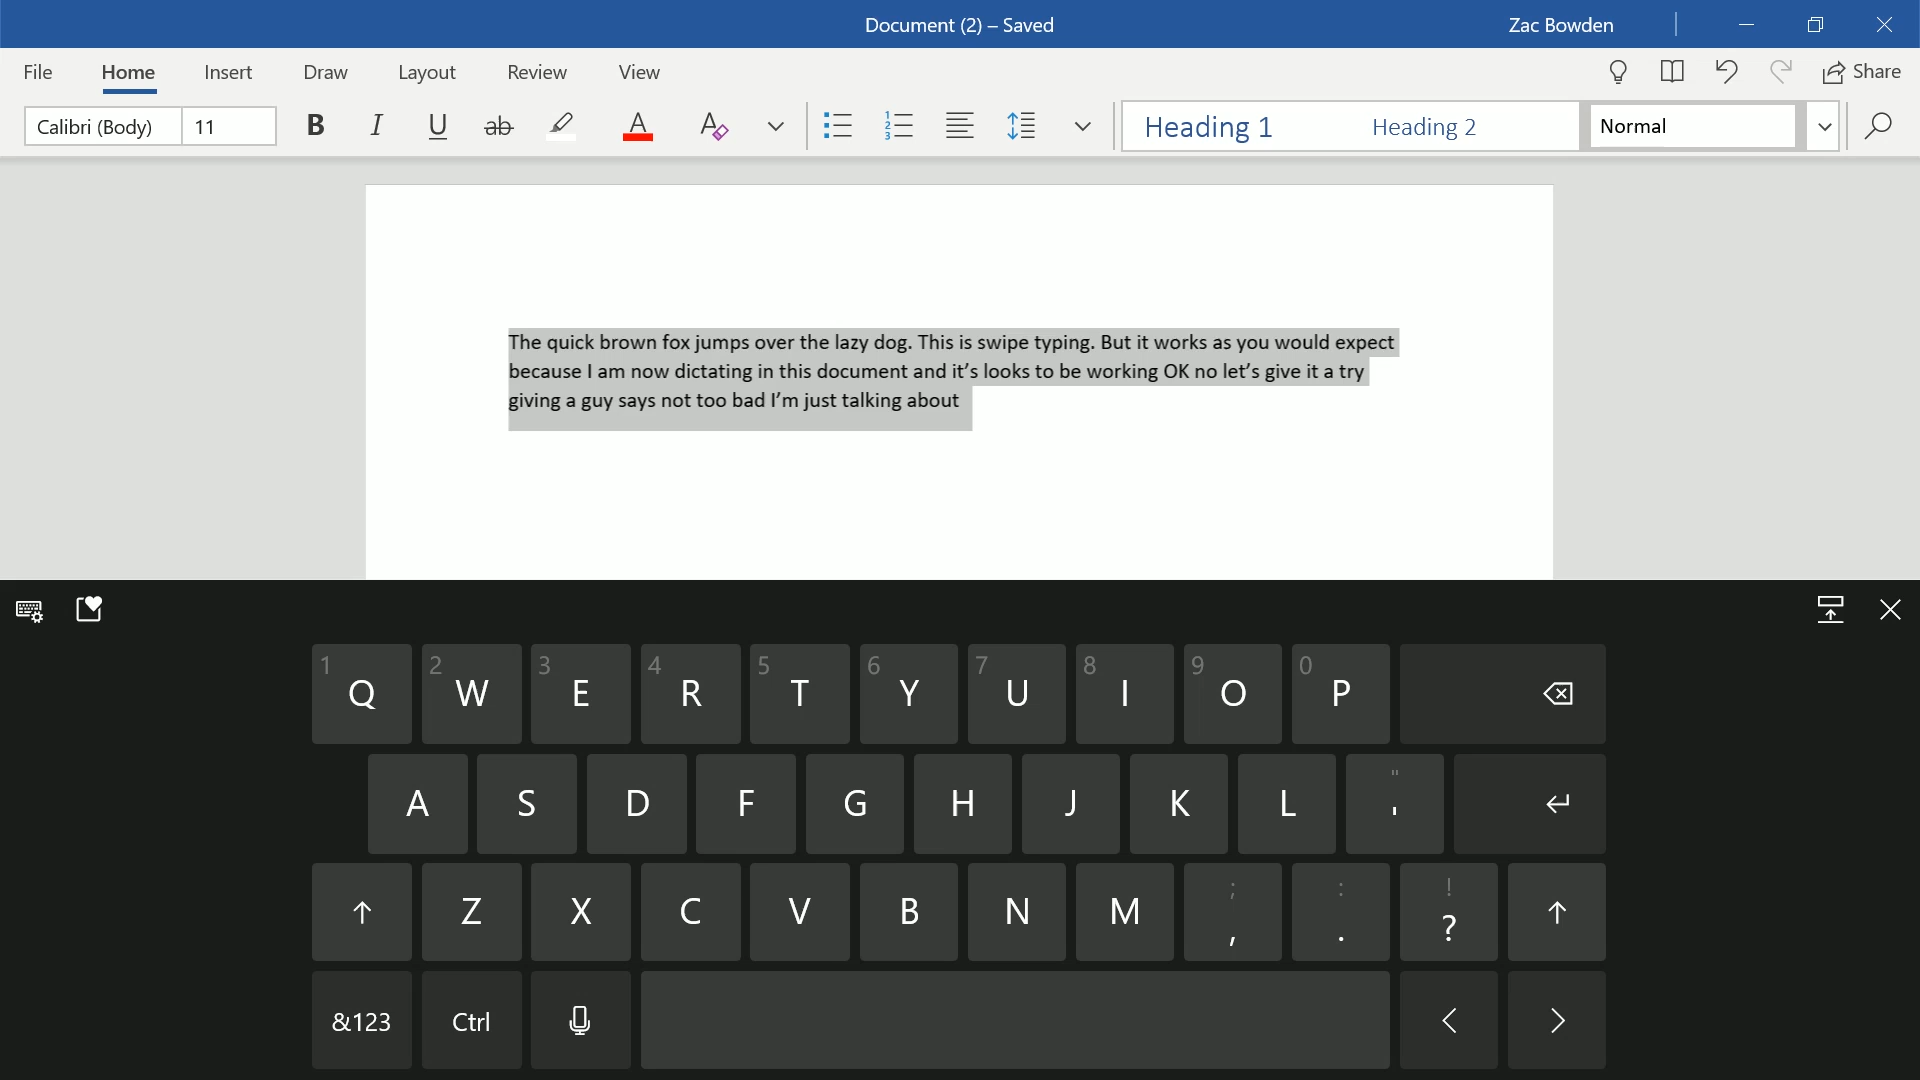 Document (2) – Saved
Zac Bowden
File Home Insert Draw Layout Review View Share
Calibri (Body) 11 B I U ab A A 1 2 3 Heading 1 Heading 2 Normal
The quick brown fox jumps over the lazy dog. This is swipe typing. But it works as you would expect
because I am now dictating in this document and it’s looks to be working OK no let’s give it a try
giving a guy says not too bad I’m just talking about
1 Q 2 W 3 E 4 R 5 T 6 Y 7 U 8 I 9 O 0 P
A S D F G H J K L " '
Z X C V B N M ; , : . ! ?
&123 Ctrl < >